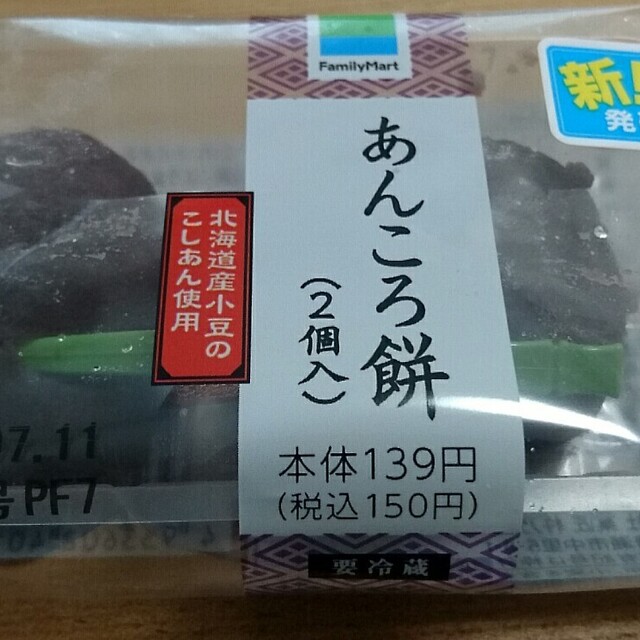 FamilyMart
あんころ餅
(2個入)
北海道産小豆の
こしあん使用
本体139円
(税込150円)
要冷蔵
07.11
PF7